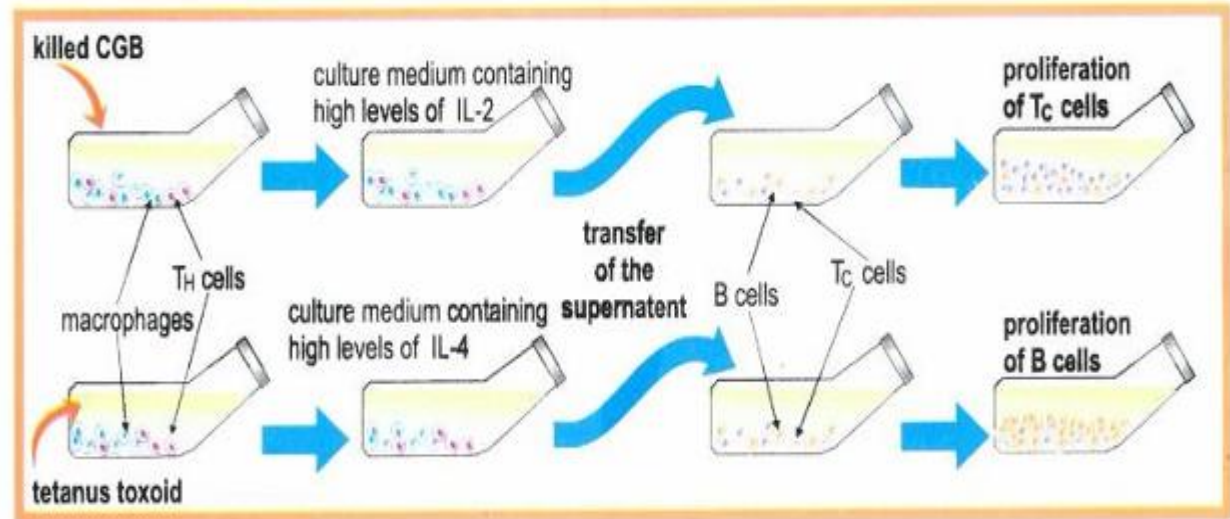 killed CGB
culture medium containing
high levels of IL-2
proliferation
of TC cells
TH cells
macrophages
transfer
of the
supernatent
B cells
TC cells
culture medium containing
high levels of IL-4
proliferation
of B cells
tetanus toxoid